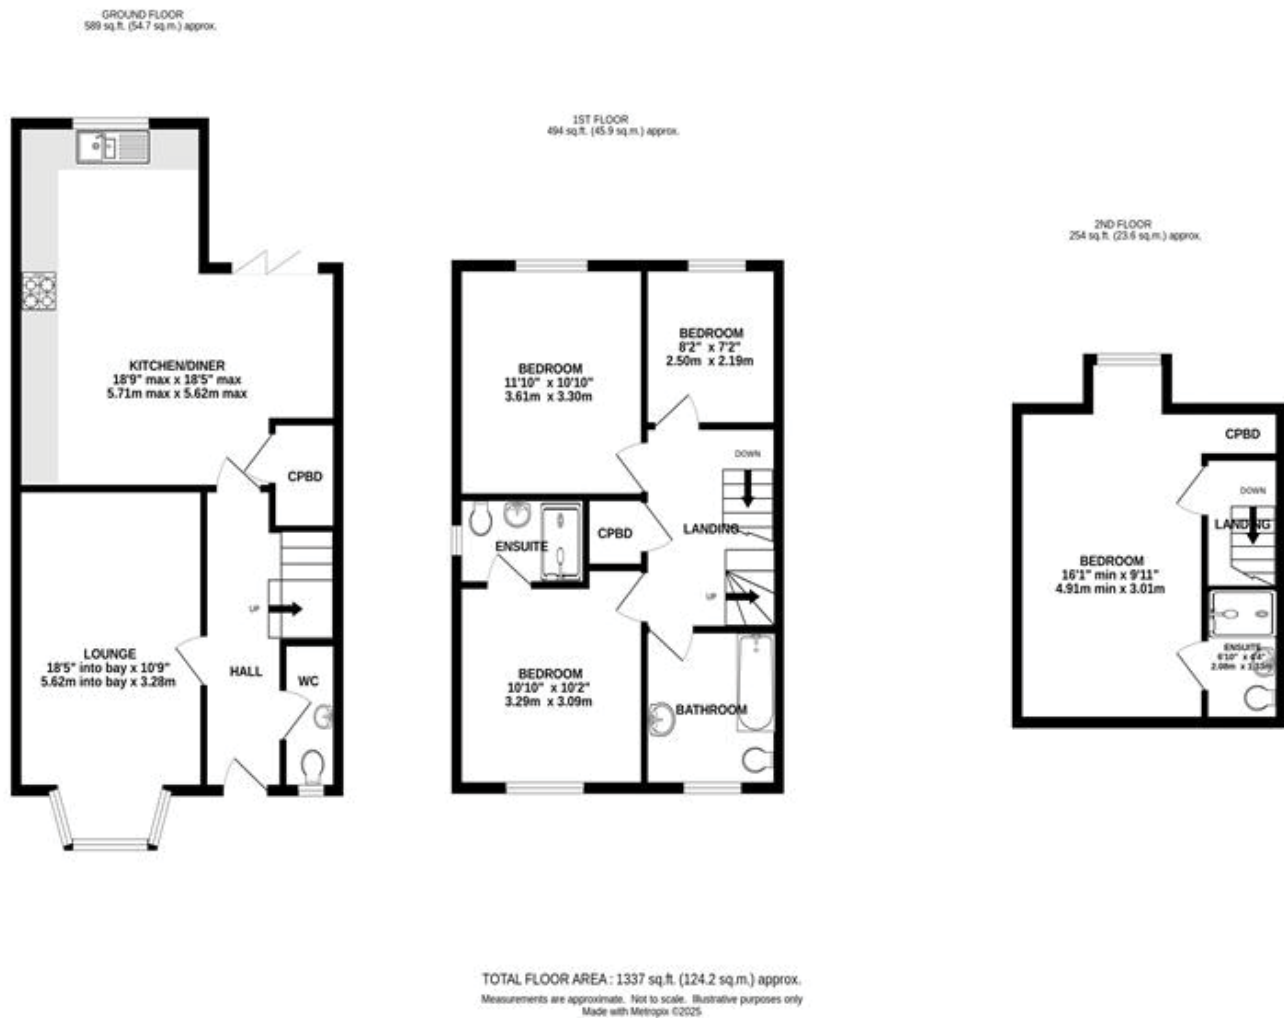 GROUND FLOOR
589 sq.ft. (54.7 sq.m.) approx.
KITCHEN/DINER
18'9" max x 18'5" max
5.71m max x 5.62m max
CPBD
LOUNGE
18'5" into bay x 10'9"
5.62m into bay x 3.28m
HALL
UP
WC
1ST FLOOR
494 sq.ft. (45.9 sq.m.) approx.
BEDROOM
11'10" x 10'10"
3.61m x 3.30m
BEDROOM
8'2" x 7'2"
2.50m x 2.19m
DOWN
LANDING
CPBD
ENSUITE
UP
BEDROOM
10'10" x 10'2"
3.29m x 3.09m
BATHROOM
2ND FLOOR
254 sq.ft. (23.6 sq.m.) approx.
CPBD
DOWN
LANDING
BEDROOM
16'1" min x 9'11"
4.91m min x 3.01m
ENSUITE
6'10" x
2.08m x
TOTAL FLOOR AREA : 1337 sq.ft. (124.2 sq.m.) approx.
Measurements are approximate. Not to scale. Illustrative purposes only
Made with Metropix ©2025